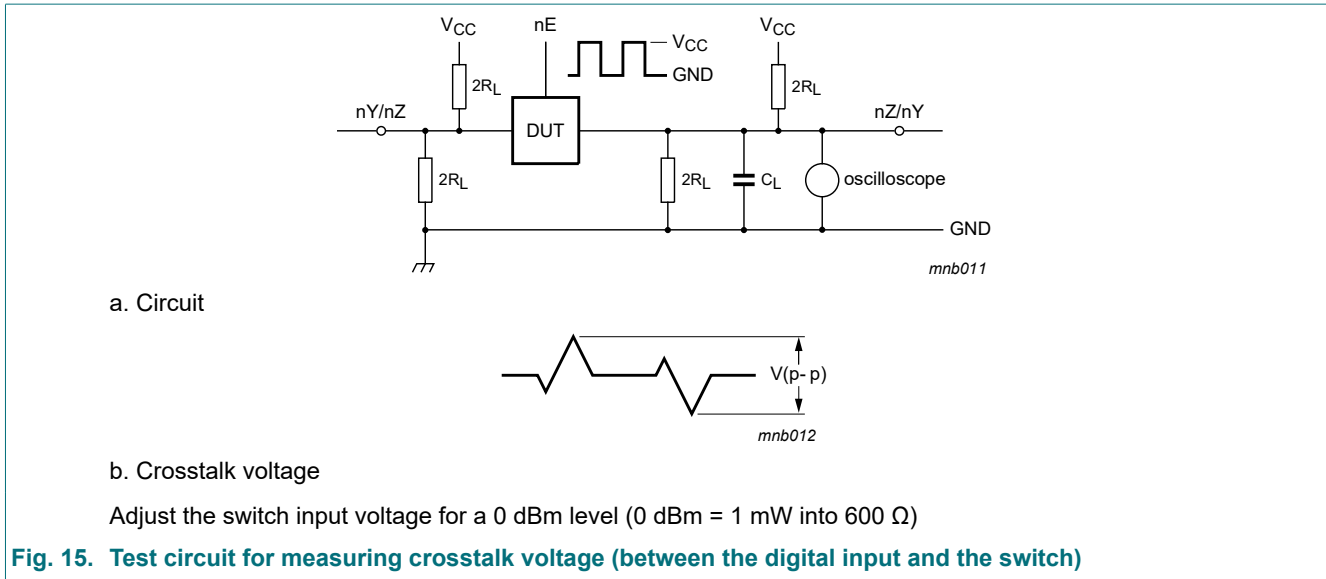 VCC
nE
VCC
GND
VCC
2RL
2RL
nY/nZ
nZ/nY
DUT
2RL
2RL
CL
oscilloscope
GND
mnb011
a. Circuit
V(p- p)
mnb012
b. Crosstalk voltage
Adjust the switch input voltage for a 0 dBm level (0 dBm = 1 mW into 600 Ω)
Fig. 15. Test circuit for measuring crosstalk voltage (between the digital input and the switch)